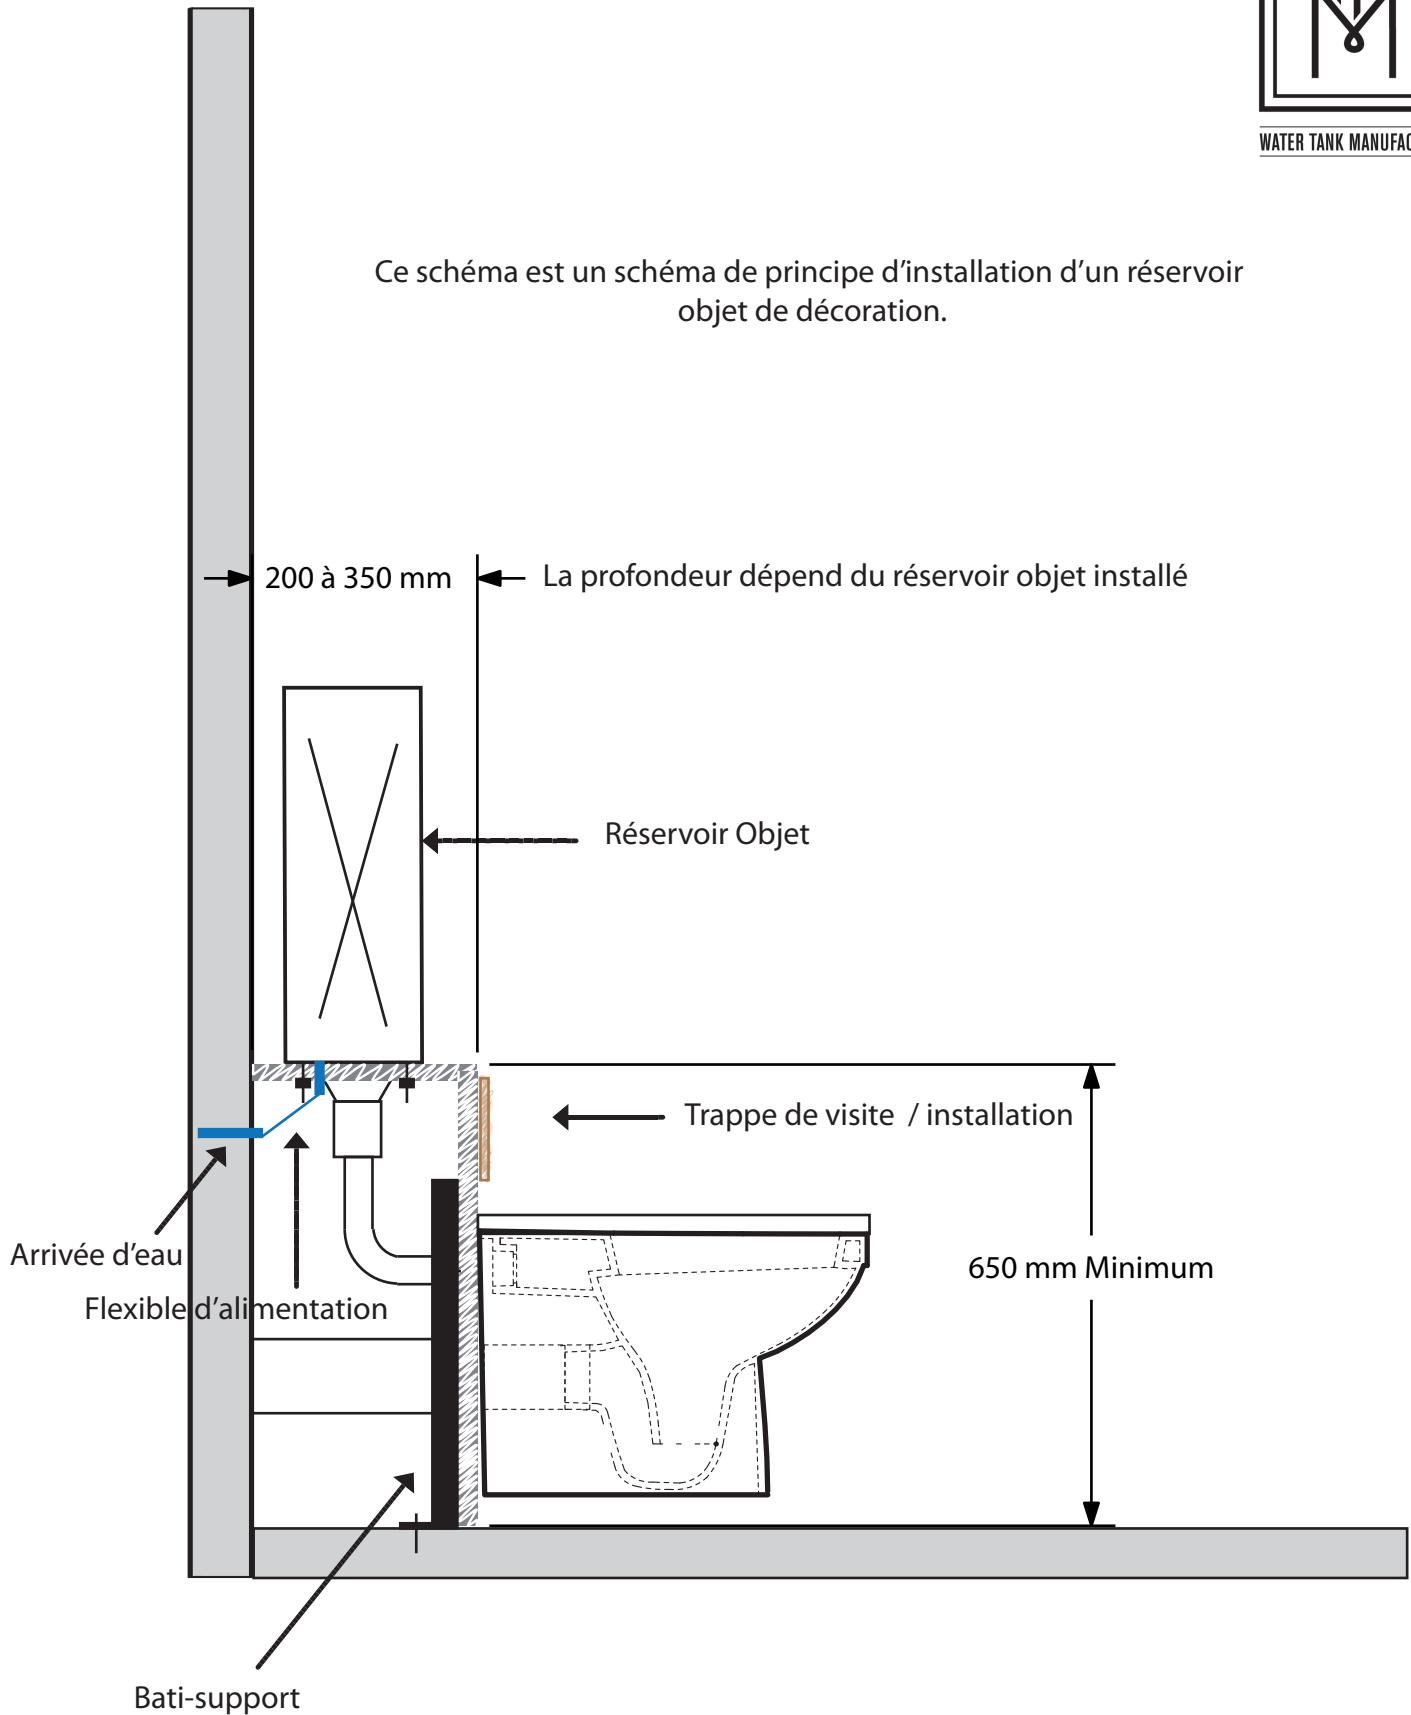 WATER TANK MANUFAC
Ce schéma est un schéma de principe d’installation d’un réservoir
objet de décoration.
200 à 350 mm
La profondeur dépend du réservoir objet installé
Réservoir Objet
Trappe de visite / installation
Arrivée d’eau
650 mm Minimum
Flexible d’alimentation
Bati-support